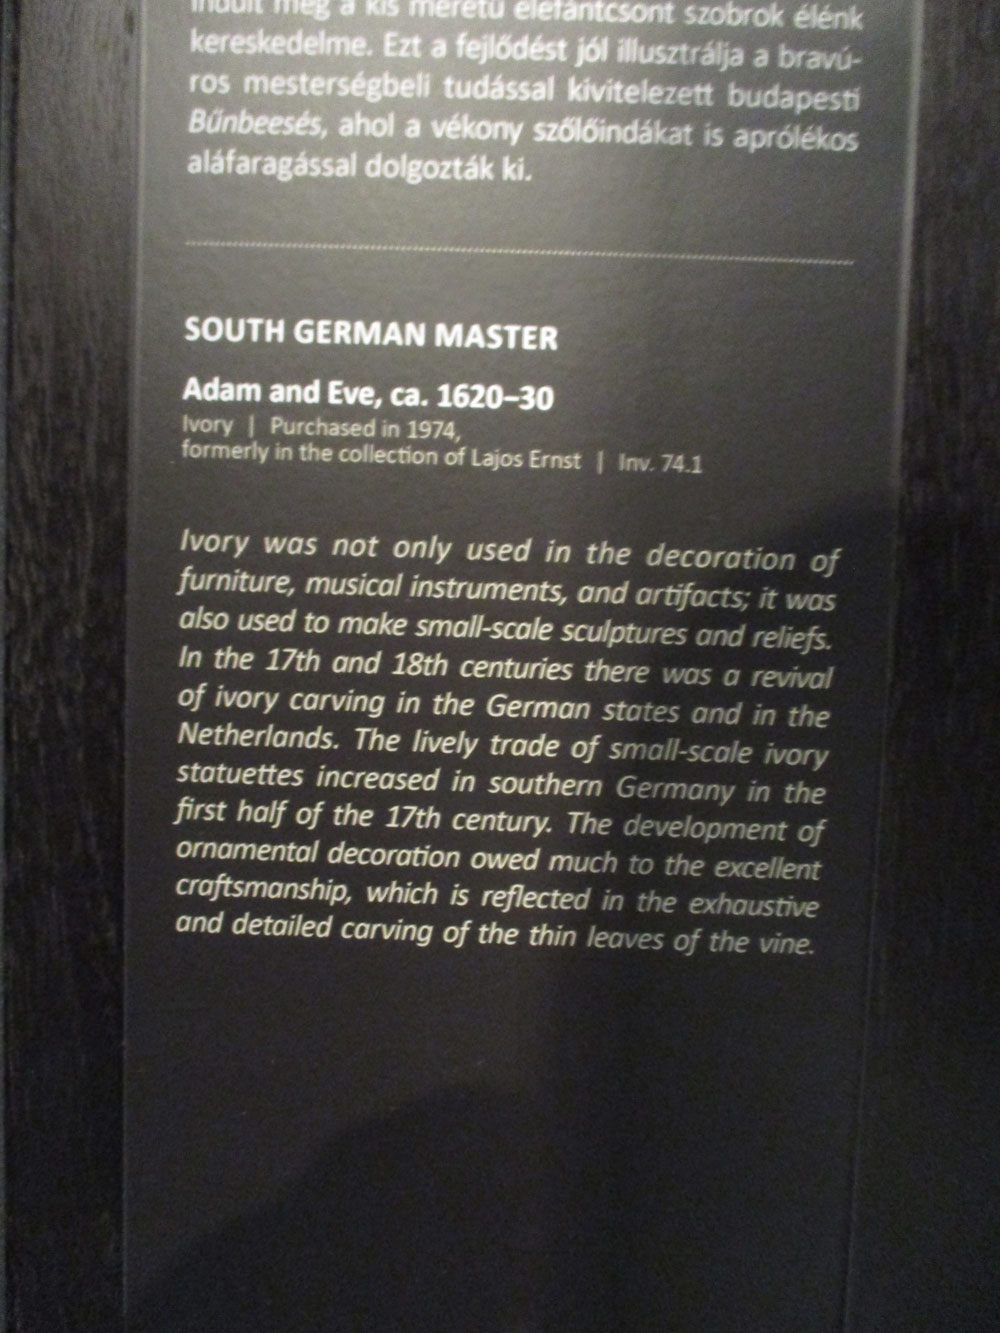 indult meg a kis méretű elefántcsont szobrok élénk
kereskedelme. Ezt a fejlődést jól illusztrálja a bravú-
ros mesterségbeli tudással kivitelezett budapesti
Bűnbeesés, ahol a vékony szőlőindákat is aprólékos
aláfaragással dolgozták ki.
SOUTH GERMAN MASTER
Adam and Eve, ca. 1620–30
Ivory | Purchased in 1974,
formerly in the collection of Lajos Ernst | Inv. 74.1
Ivory was not only used in the decoration of
furniture, musical instruments, and artifacts; it was
also used to make small-scale sculptures and reliefs.
In the 17th and 18th centuries there was a revival
of ivory carving in the German states and in the
Netherlands. The lively trade of small-scale ivory
statuettes increased in southern Germany in the
first half of the 17th century. The development of
ornamental decoration owed much to the excellent
craftsmanship, which is reflected in the exhaustive
and detailed carving of the thin leaves of the vine.